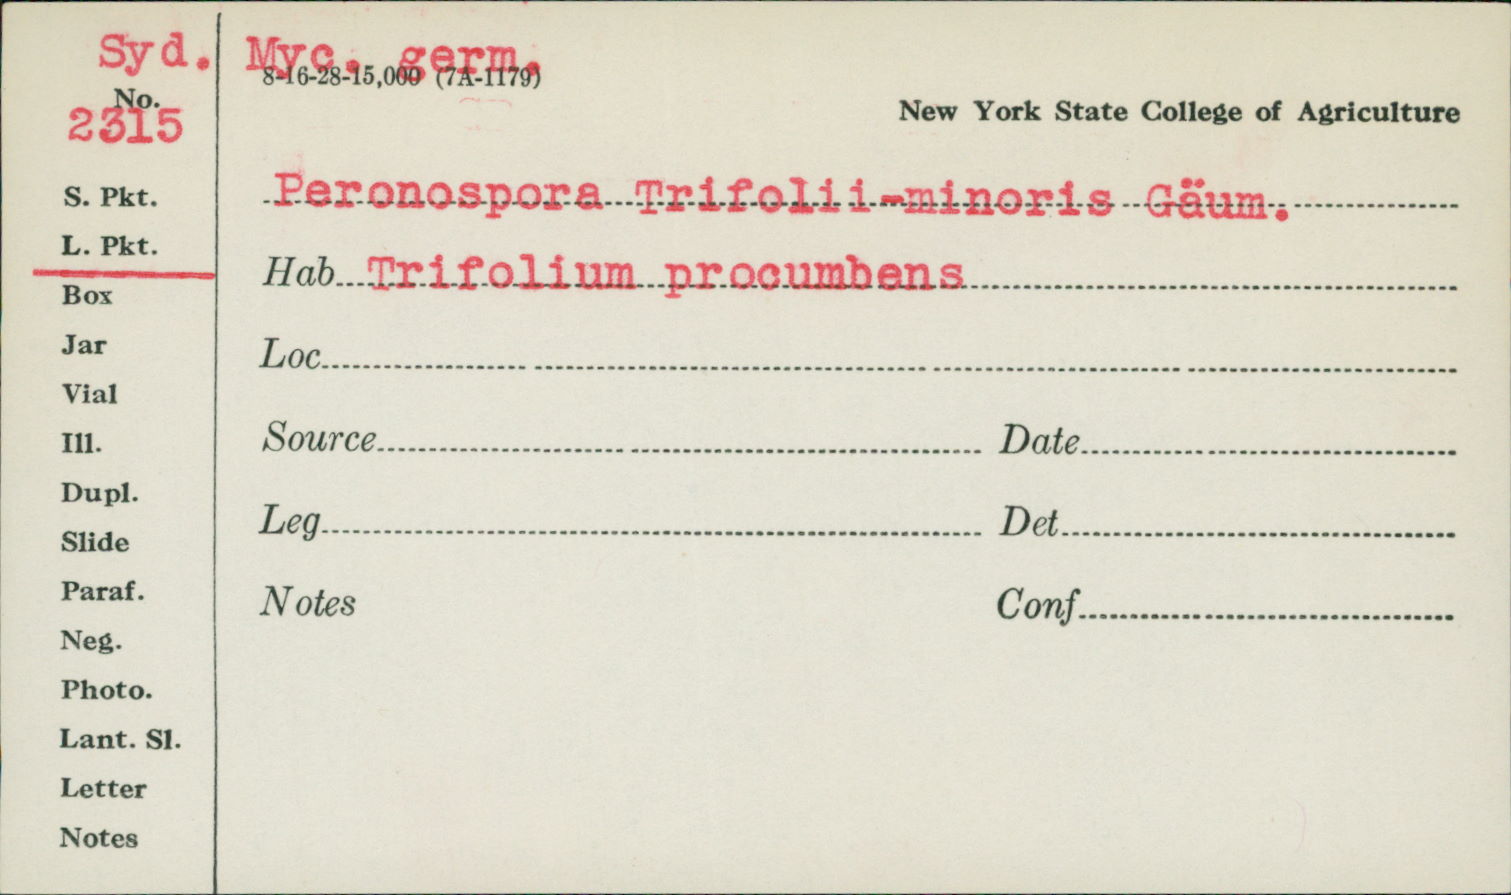 Syd. Myc. germ.
8-16-28-15,000 (7A-1179)
No.
2315
New York State College of Agriculture
S. Pkt.
Peronospora Trifolii-minoris Gäum.
L. Pkt.
Hab Trifolium procumbens
Box
Jar
Loc
Vial
Ill.
Source Date
Dupl.
Slide
Leg Det
Paraf.
Notes Conf
Neg.
Photo.
Lant. Sl.
Letter
Notes